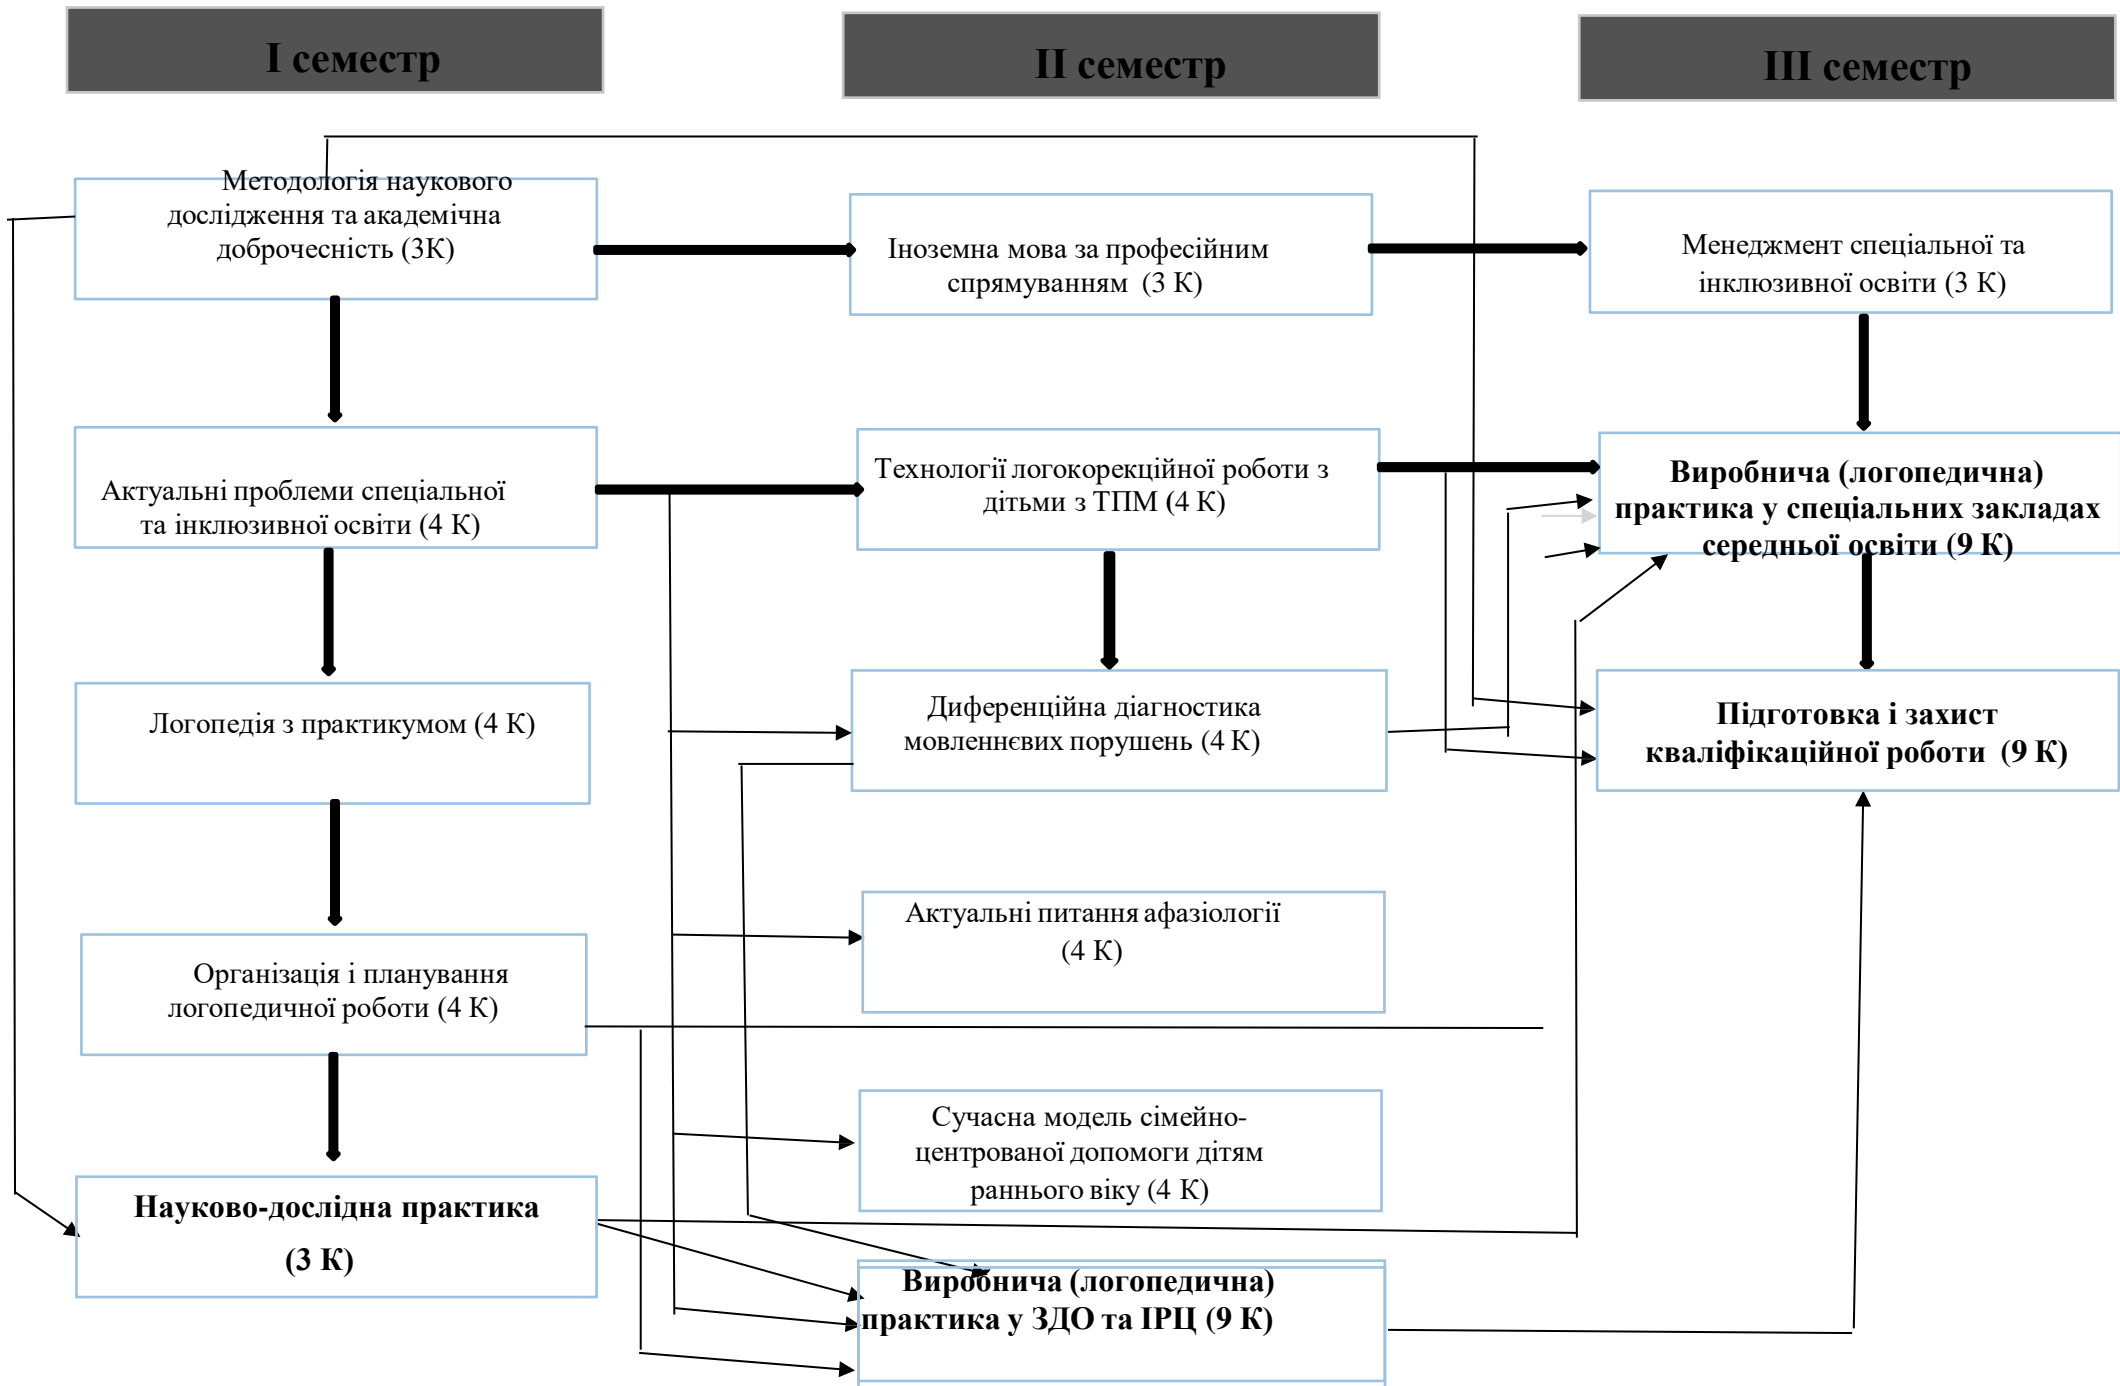 І семестр
ІІ семестр
ІІІ семестр
Методологія наукового
дослідження та академічна
доброчесність (3К)
Іноземна мова за професійним
спрямуванням (3 К)
Менеджмент спеціальної та
інклюзивної освіти (3 К)
Актуальні проблеми спеціальної
та інклюзивної освіти (4 К)
Технології логокорекційної роботи з
дітьми з ТПМ (4 К)
Виробнича (логопедична)
практика у спеціальних закладах
середньої освіти (9 К)
Логопедія з практикумом (4 К)
Диференційна діагностика
мовленнєвих порушень (4 К)
Підготовка і захист
кваліфікаційної роботи (9 К)
Організація і планування
логопедичної роботи (4 К)
Актуальні питання афазіології
(4 К)
Сучасна модель сімейно-
центрованої допомоги дітям
раннього віку (4 К)
Науково-дослідна практика
(3 К)
Виробнича (логопедична)
практика у ЗДО та ІРЦ (9 К)